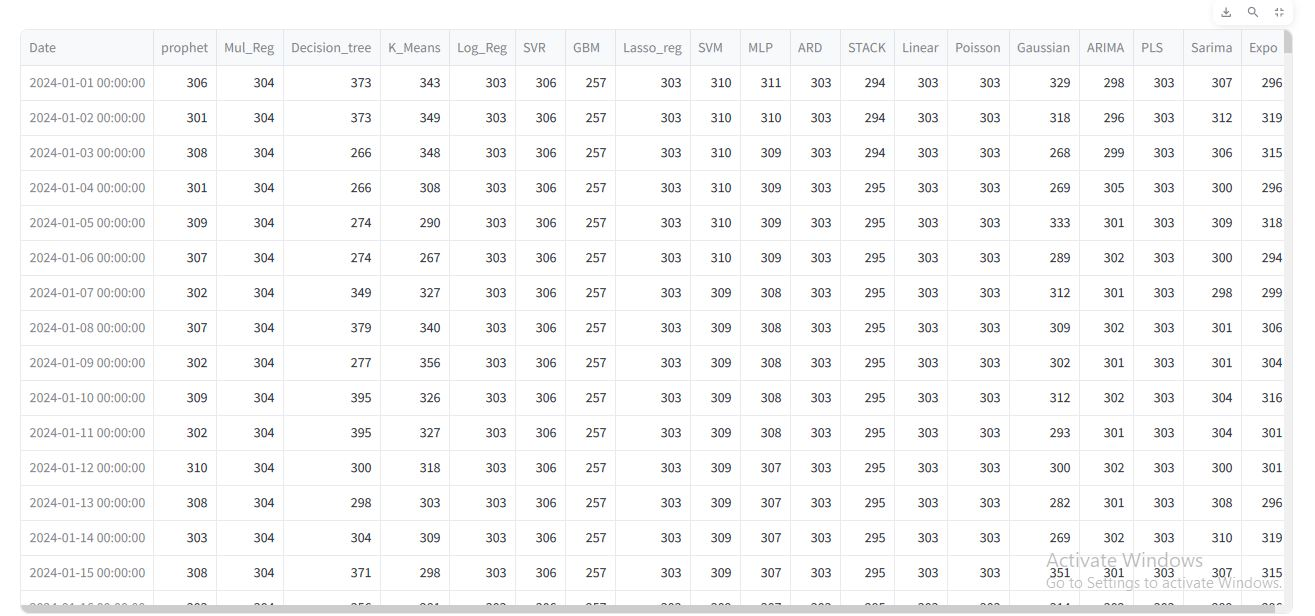 Date prophet Mul_Reg Decision_tree K_Means Log_Reg SVR GBM Lasso_reg SVM MLP ARD STACK Linear Poisson Gaussian ARIMA PLS Sarima Expo
2024-01-01 00:00:00 306 304 373 343 303 306 257 303 310 311 303 294 303 303 329 298 303 307 296
2024-01-02 00:00:00 301 304 373 349 303 306 257 303 310 310 303 294 303 303 318 296 303 312 319
2024-01-03 00:00:00 308 304 266 348 303 306 257 303 310 309 303 294 303 303 268 299 303 306 315
2024-01-04 00:00:00 301 304 266 308 303 306 257 303 310 309 303 295 303 303 269 305 303 300 296
2024-01-05 00:00:00 309 304 274 290 303 306 257 303 310 309 303 295 303 303 333 301 303 309 318
2024-01-06 00:00:00 307 304 274 267 303 306 257 303 310 309 303 295 303 303 289 302 303 300 294
2024-01-07 00:00:00 302 304 349 327 303 306 257 303 309 308 303 295 303 303 312 301 303 298 299
2024-01-08 00:00:00 307 304 379 340 303 306 257 303 309 308 303 295 303 303 309 302 303 301 306
2024-01-09 00:00:00 302 304 277 356 303 306 257 303 309 308 303 295 303 303 302 301 303 301 304
2024-01-10 00:00:00 309 304 395 326 303 306 257 303 309 308 303 295 303 303 312 302 303 304 316
2024-01-11 00:00:00 302 304 395 327 303 306 257 303 309 308 303 295 303 303 293 301 303 304 301
2024-01-12 00:00:00 310 304 300 318 303 306 257 303 309 307 303 295 303 303 300 302 303 300 301
2024-01-13 00:00:00 308 304 298 303 303 306 257 303 309 307 303 295 303 303 282 301 303 308 296
2024-01-14 00:00:00 303 304 304 309 303 306 257 303 309 307 303 295 303 303 269 302 303 310 319
Activate Windows
2024-01-15 00:00:00 308 304 371 298 303 306 257 303 309 307 303 295 303 303 351 301 303 307 315
Go to Settings to activate Windows.